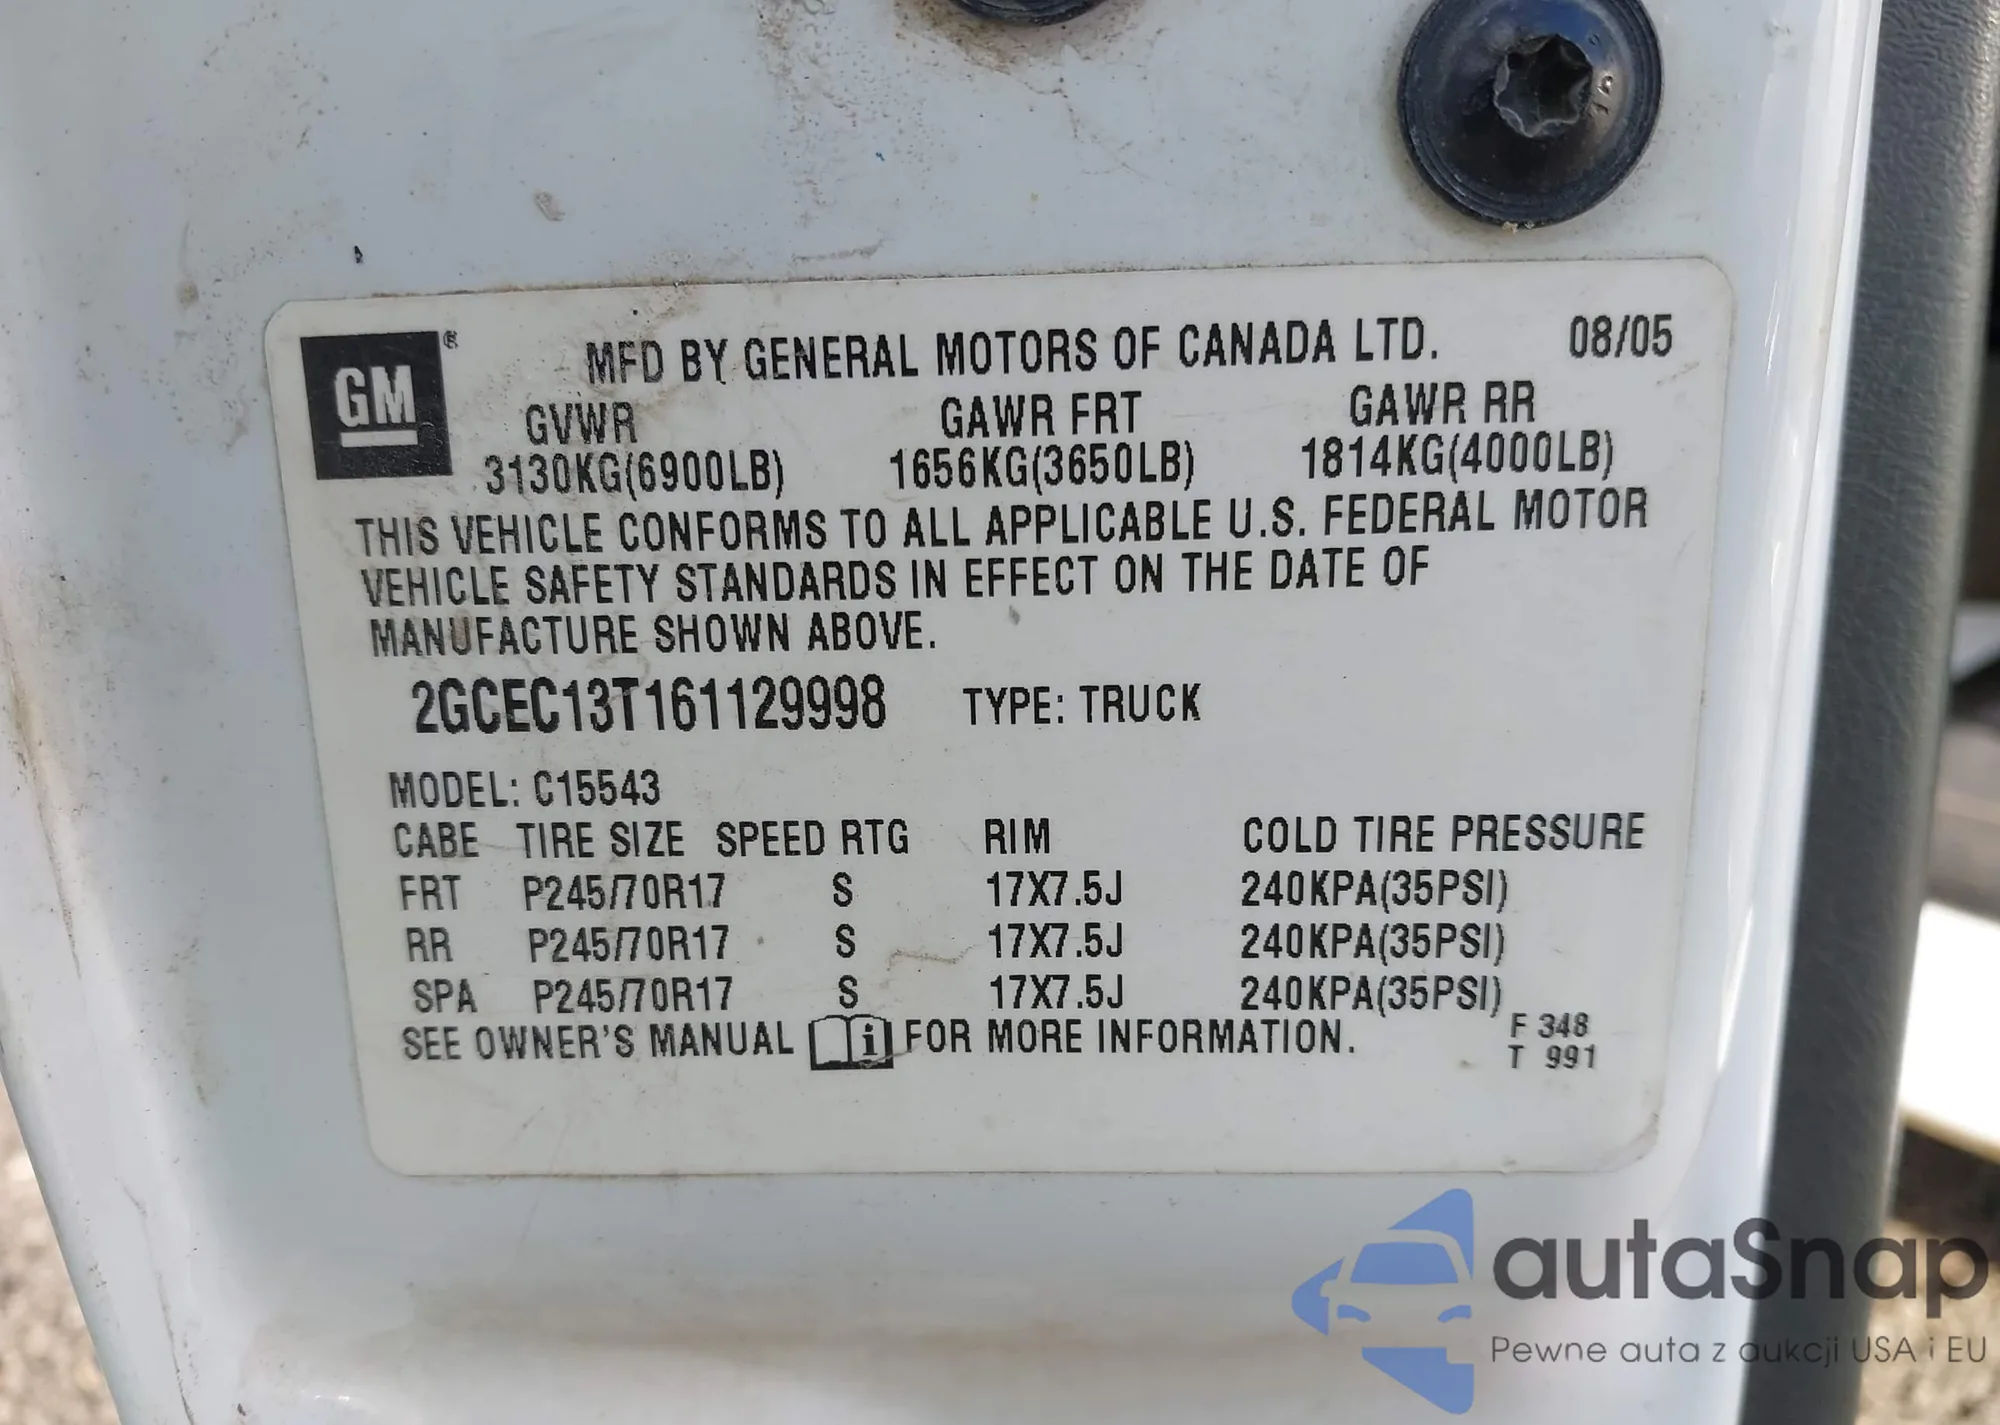 GM ®
MFD BY GENERAL MOTORS OF CANADA LTD. 08/05
GVWR GAWR FRT GAWR RR
3130KG(6900LB) 1656KG(3650LB) 1814KG(4000LB)
THIS VEHICLE CONFORMS TO ALL APPLICABLE U.S. FEDERAL MOTOR
VEHICLE SAFETY STANDARDS IN EFFECT ON THE DATE OF
MANUFACTURE SHOWN ABOVE.
2GCEC13T161129998 TYPE: TRUCK
MODEL: C15543
CABE TIRE SIZE SPEED RTG RIM COLD TIRE PRESSURE
FRT P245/70R17 S 17X7.5J 240KPA(35PSI)
RR P245/70R17 S 17X7.5J 240KPA(35PSI)
SPA P245/70R17 S 17X7.5J 240KPA(35PSI)
SEE OWNER'S MANUAL i FOR MORE INFORMATION.
F 348
T 991
autaSnap
Pewne auta z aukcji USA i EU